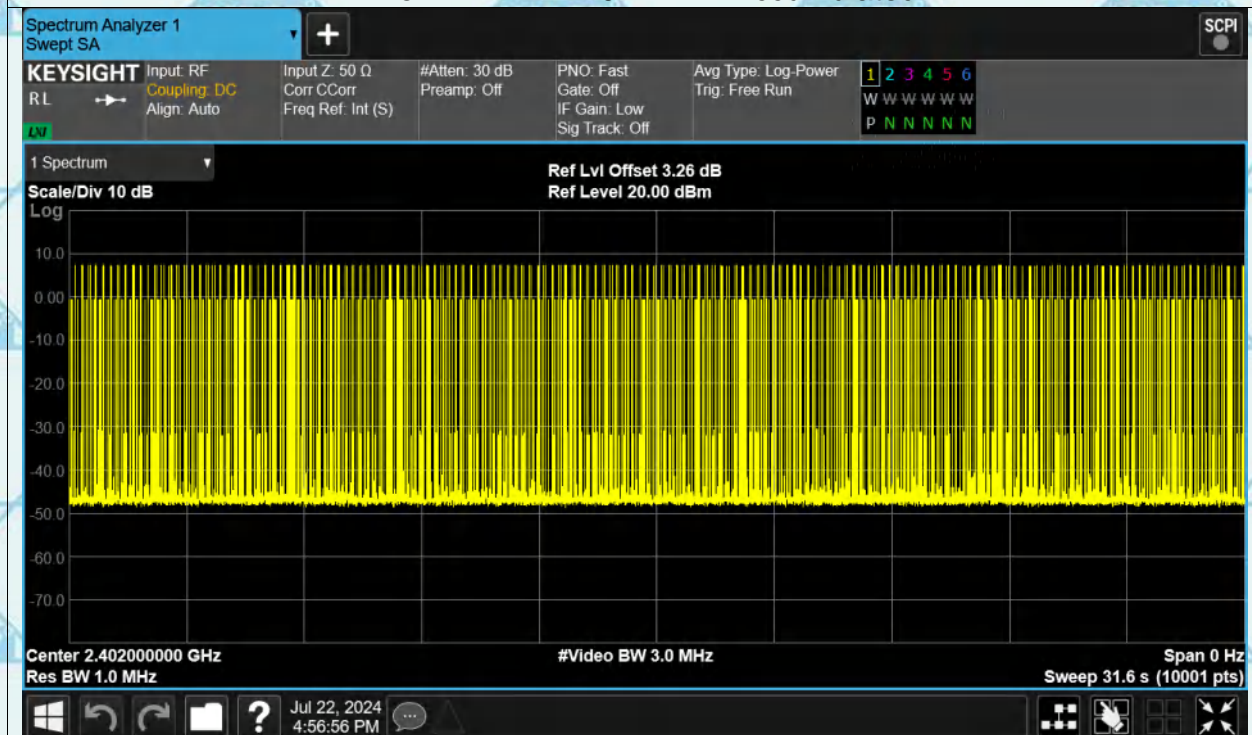 Spectrum Analyzer 1
Swept SA
+
SCPI
KEYSIGHT
RL
LXI
Input: RF
Coupling: DC
Align: Auto
Input Z: 50 Ω
Corr CCorr
Freq Ref: Int (S)
#Atten: 30 dB
Preamp: Off
PNO: Fast
Gate: Off
IF Gain: Low
Sig Track: Off
Avg Type: Log-Power
Trig: Free Run
1 2 3 4 5 6
W W W W W W
P N N N N N
1 Spectrum
Ref Lvl Offset 3.26 dB
Scale/Div 10 dB
Ref Level 20.00 dBm
Log
10.0
0.00
-10.0
-20.0
-30.0
-40.0
-50.0
-60.0
-70.0
Center 2.402000000 GHz
#Video BW 3.0 MHz
Span 0 Hz
Res BW 1.0 MHz
Sweep 31.6 s (10001 pts)
?
Jul 22, 2024
4:56:56 PM